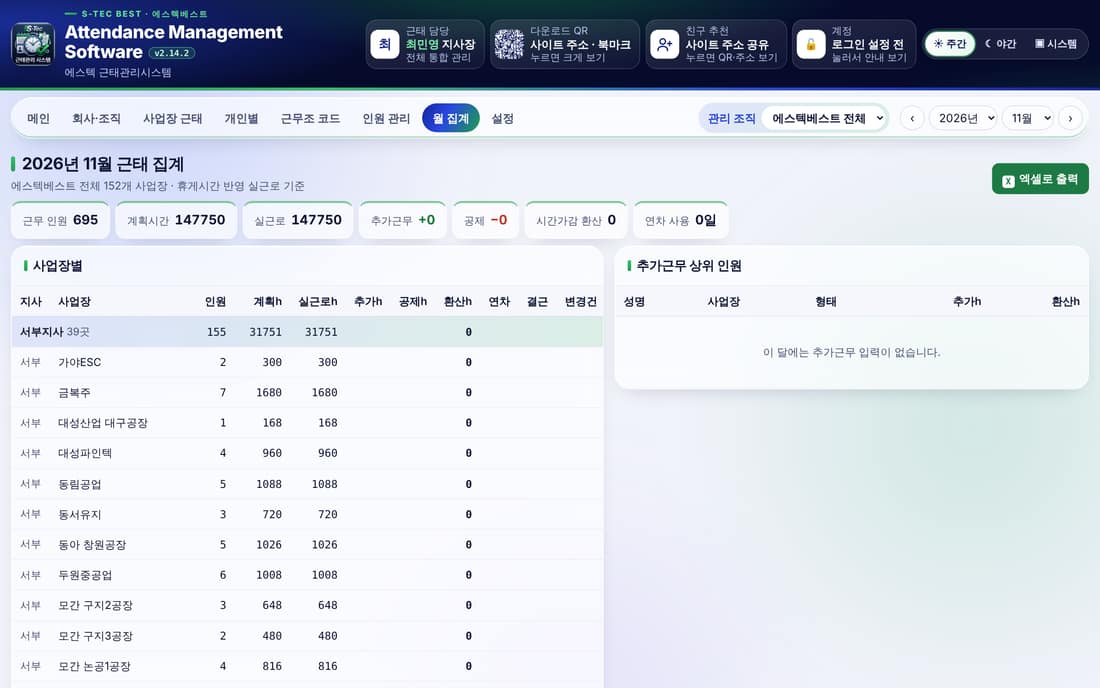 S-TEC BEST · 에스텍베스트
Attendance Management
Software v2.14.2
에스텍 근태관리시스템
S-Tec
근태관리 시스템
최
근태 담당
최민영 지사장
전체 통합 관리
다운로드 QR
사이트 주소 · 북마크
누르면 크게 보기
친구 추천
사이트 주소 공유
누르면 QR·주소 보기
계정
로그인 설정 전
눌러서 안내 보기
☀ 주간 ☾ 야간 ▣ 시스템
메인 회사·조직 사업장 근태 개인별 근무조 코드 인원 관리 월 집계 설정
관리 조직 에스텍베스트 전체
‹ 2026년 11월 ›
2026년 11월 근태 집계
에스텍베스트 전체 152개 사업장 · 휴게시간 반영 실근로 기준
X 엑셀로 출력
근무 인원 695
계획시간 147750
실근로 147750
추가근무 +0
공제 −0
시간가감 환산 0
연차 사용 0일
사업장별
지사 사업장 인원 계획h 실근로h 추가h 공제h 환산h 연차 결근 변경건
서부지사 39곳 155 31751 31751 0
서부 가야ESC 2 300 300 0
서부 금복주 7 1680 1680 0
서부 대성산업 대구공장 1 168 168 0
서부 대성파인텍 4 960 960 0
서부 동림공업 5 1088 1088 0
서부 동서유지 3 720 720 0
서부 동아 창원공장 5 1026 1026 0
서부 두원중공업 6 1008 1008 0
서부 모간 구지2공장 3 648 648 0
서부 모간 구지3공장 2 480 480 0
서부 모간 논공1공장 4 816 816 0
추가근무 상위 인원
성명 사업장 형태 추가h 환산h
이 달에는 추가근무 입력이 없습니다.